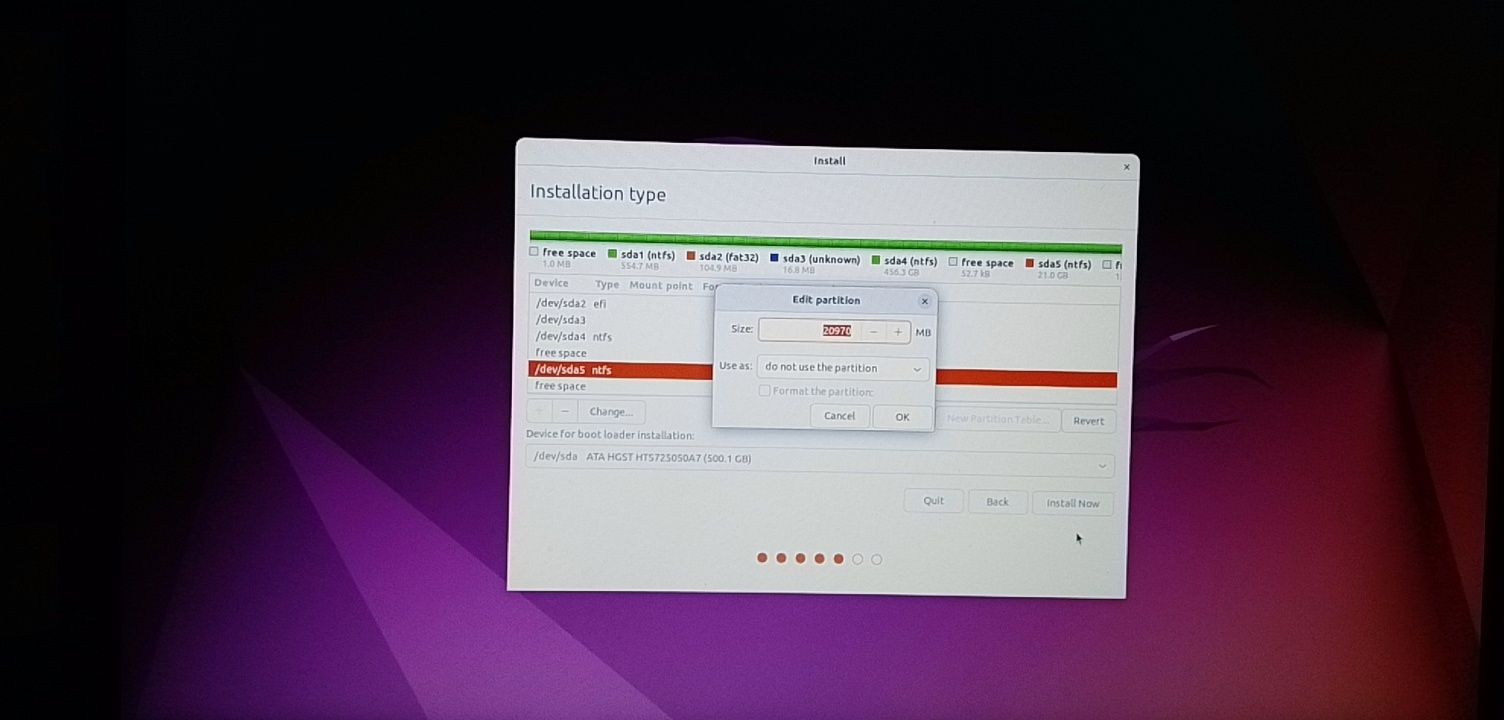 Install
Installation type
free space sda1 (ntfs) sda2 (fat32) sda3 (unknown) sda4 (ntfs) free space sda5 (ntfs)
1.0 MB 554.7 MB 104.9 MB 16.8 MB 456.3 GB 52.7 kB 21.0 GB
Device Type Mount point
/dev/sda2 efi
/dev/sda3
/dev/sda4 ntfs
free space
/dev/sda5 ntfs
free space
Edit partition
Size: 20970 − + MB
Use as: do not use the partition
Format the partition:
Cancel OK
+ − Change... New Partition Table... Revert
Device for boot loader installation:
/dev/sda ATA HGST HTS725050A7 (500.1 GB)
Quit Back Install Now